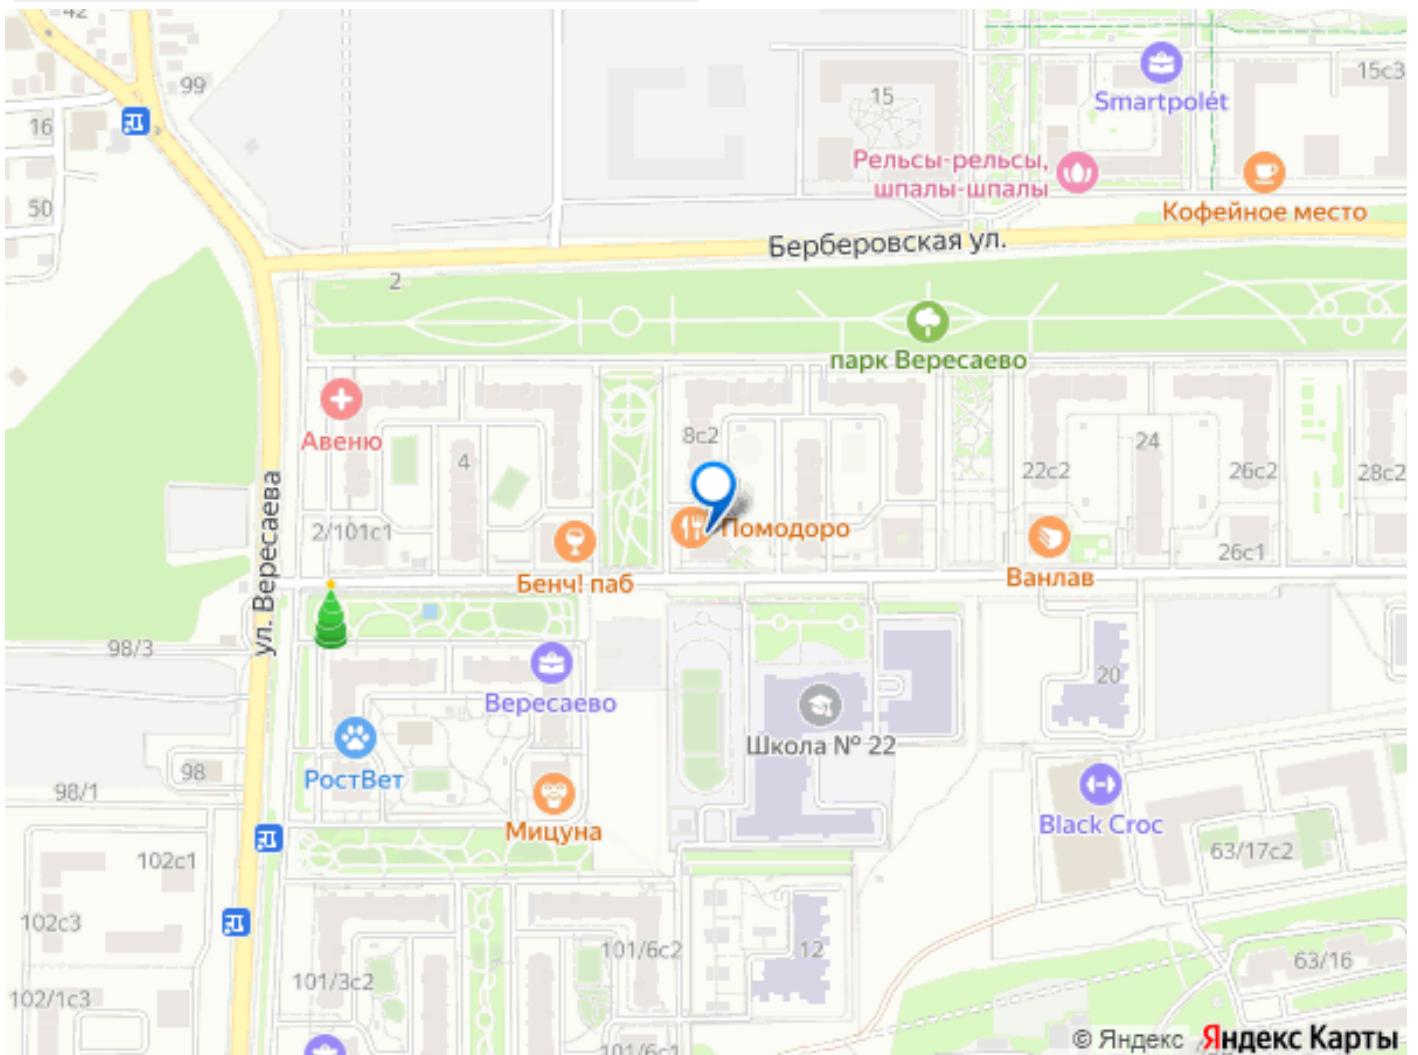 42
99
16
50
15
15с3
Smartpolét
Рельсы-рельсы,
шпалы-шпалы
Кофейное место
Берберовская ул.
2
парк Вересаево
Авеню
8с2
4
24
22с2
26с2
28с2
ул. Вересаева
2/101с1
Помодоро
26с1
Бенч! паб
Ванлав
98/3
20
Вересаево
Школа № 22
98
РостВет
98/1
Мицуна
Black Croc
63/17с2
102с1
102с3
101/6с2
12
63/16
101/3с2
102/1с3
101/6с1
© Яндекс Яндекс Карты